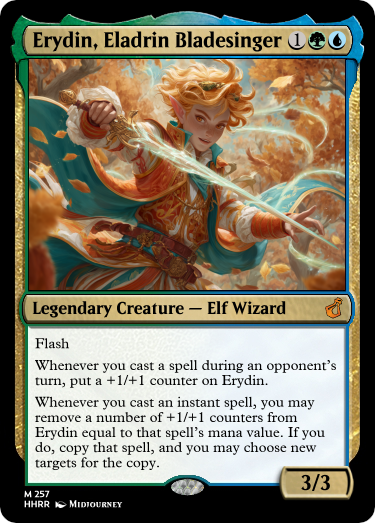 Erydin, Eladrin Bladesinger 1
Legendary Creature — Elf Wizard
Flash
Whenever you cast a spell during an opponent's
turn, put a +1/+1 counter on Erydin.
Whenever you cast an instant spell, you may
remove a number of +1/+1 counters from
Erydin equal to that spell's mana value. If you
do, copy that spell, and you may choose new
targets for the copy.
3/3
M 257
HHRR Midjourney